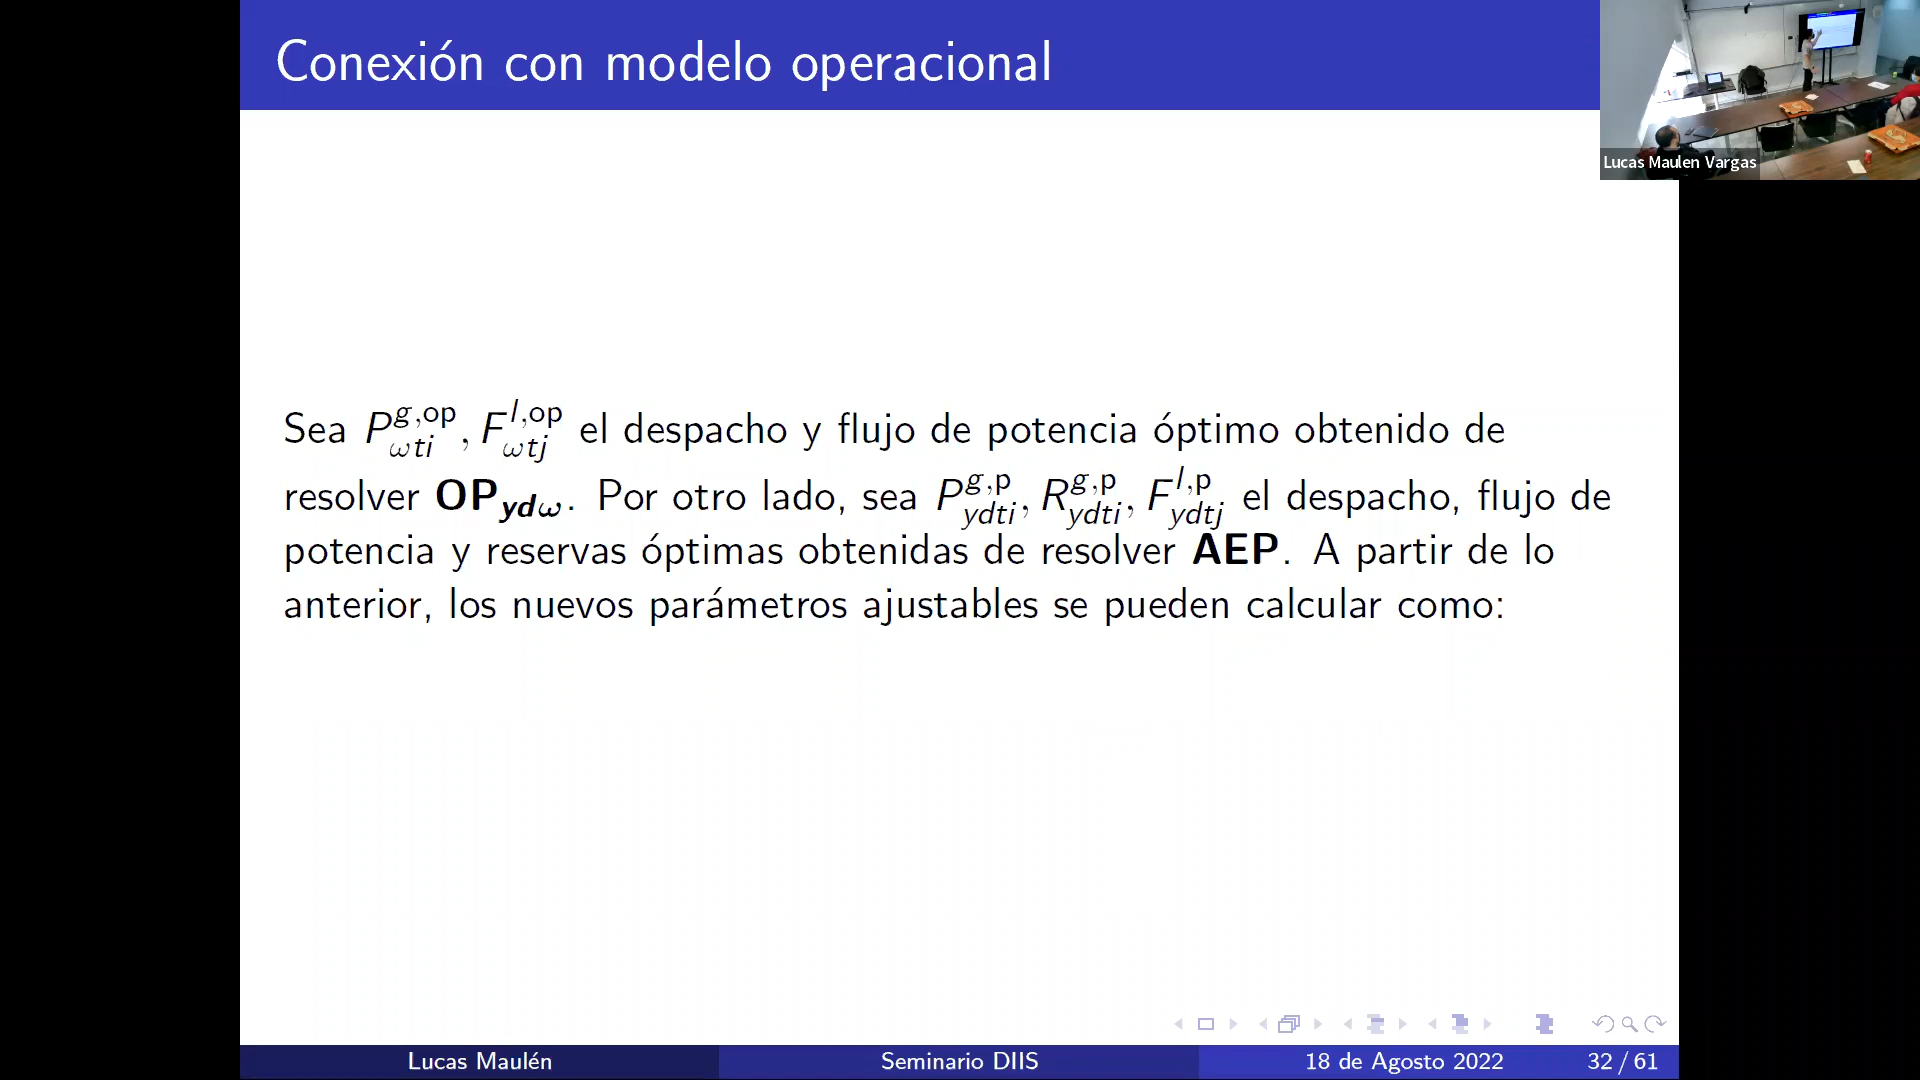 Conexión con modelo operacional
Lucas Maulen Vargas
Sea $P^{g,\text{op}}_{\omega ti}, F^{l,\text{op}}_{\omega tj}$ el despacho y flujo de potencia óptimo obtenido de
resolver $\mathbf{OP}_{yd\omega}$. Por otro lado, sea $P^{g,\text{p}}_{ydti}, R^{g,\text{p}}_{ydti}, F^{l,\text{p}}_{ydtj}$ el despacho, flujo de
potencia y reservas óptimas obtenidas de resolver AEP. A partir de lo
anterior, los nuevos parámetros ajustables se pueden calcular como:
Lucas Maulén Seminario DIIS 18 de Agosto 2022 32 / 61